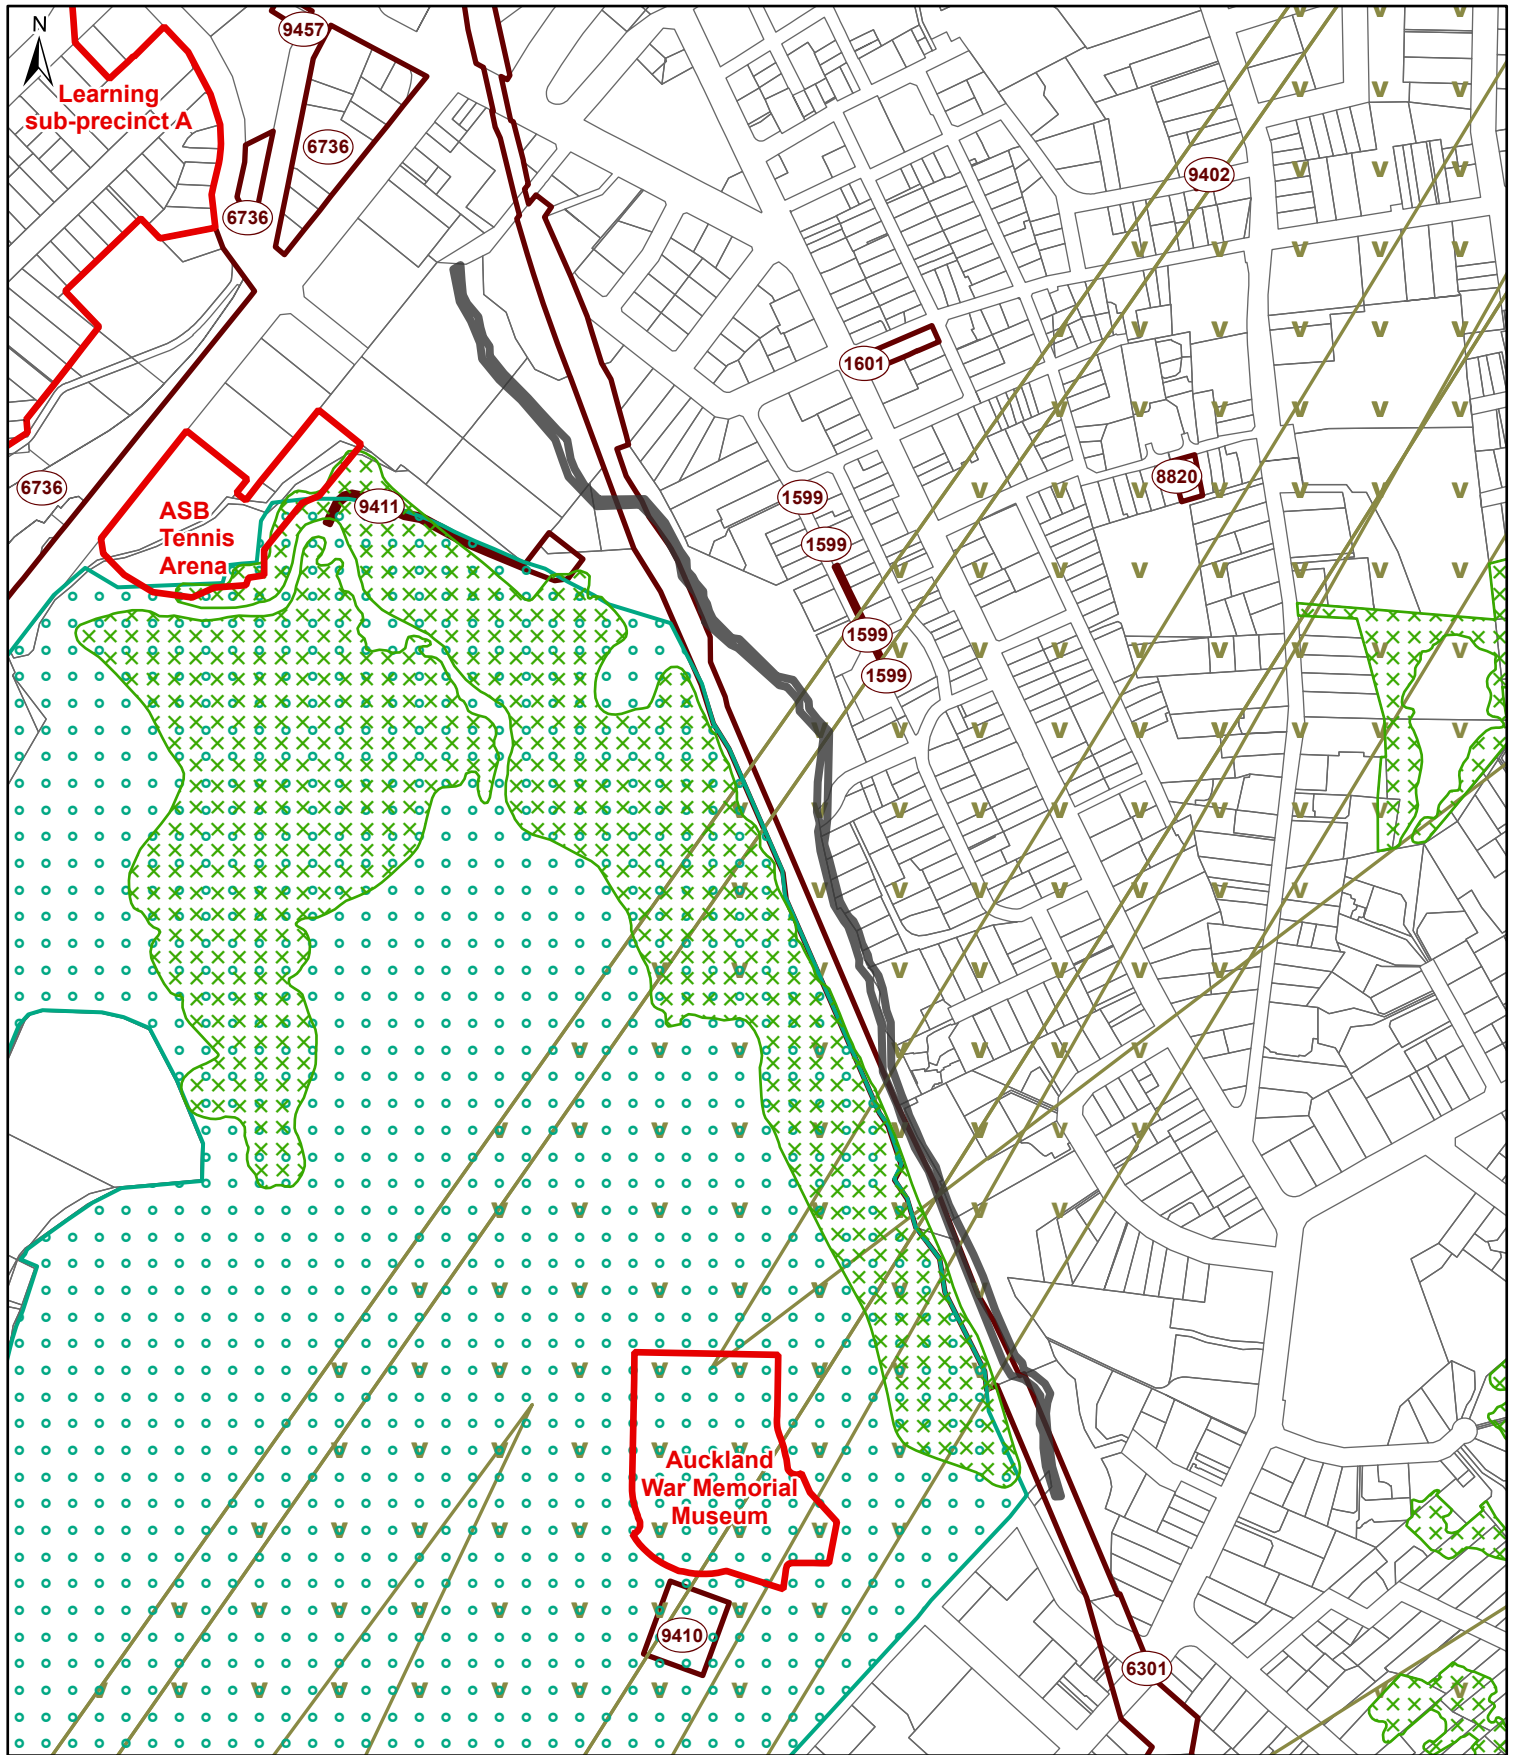 N
9457
Learning
sub-precinct A
6736
9402
6736
1601
8820
6736
1599
9411
ASB
Tennis
Arena
1599
1599
1599
Auckland
War Memorial
Museum
9410
6301